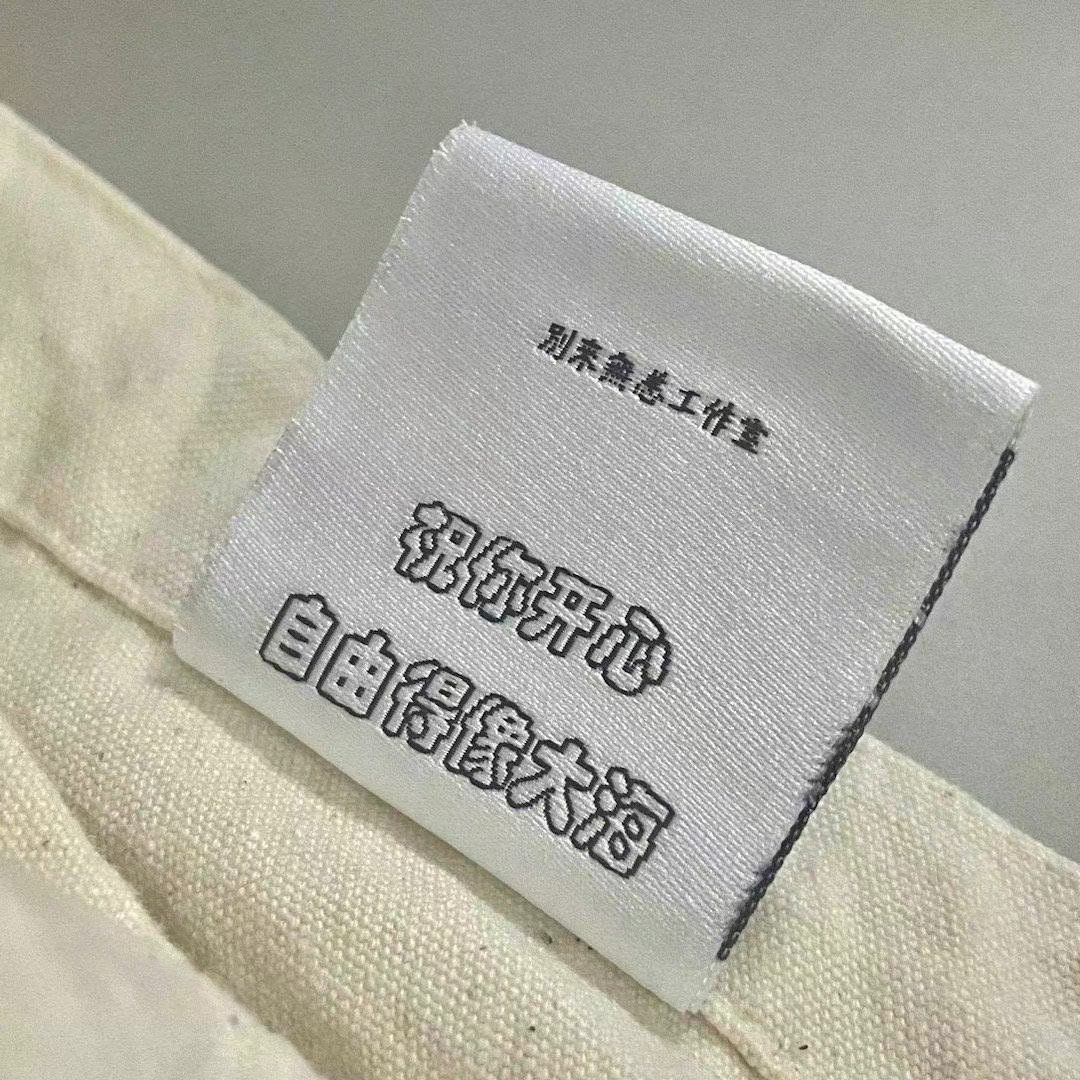 别来無恙工作室
祝你开心
自由得像大海